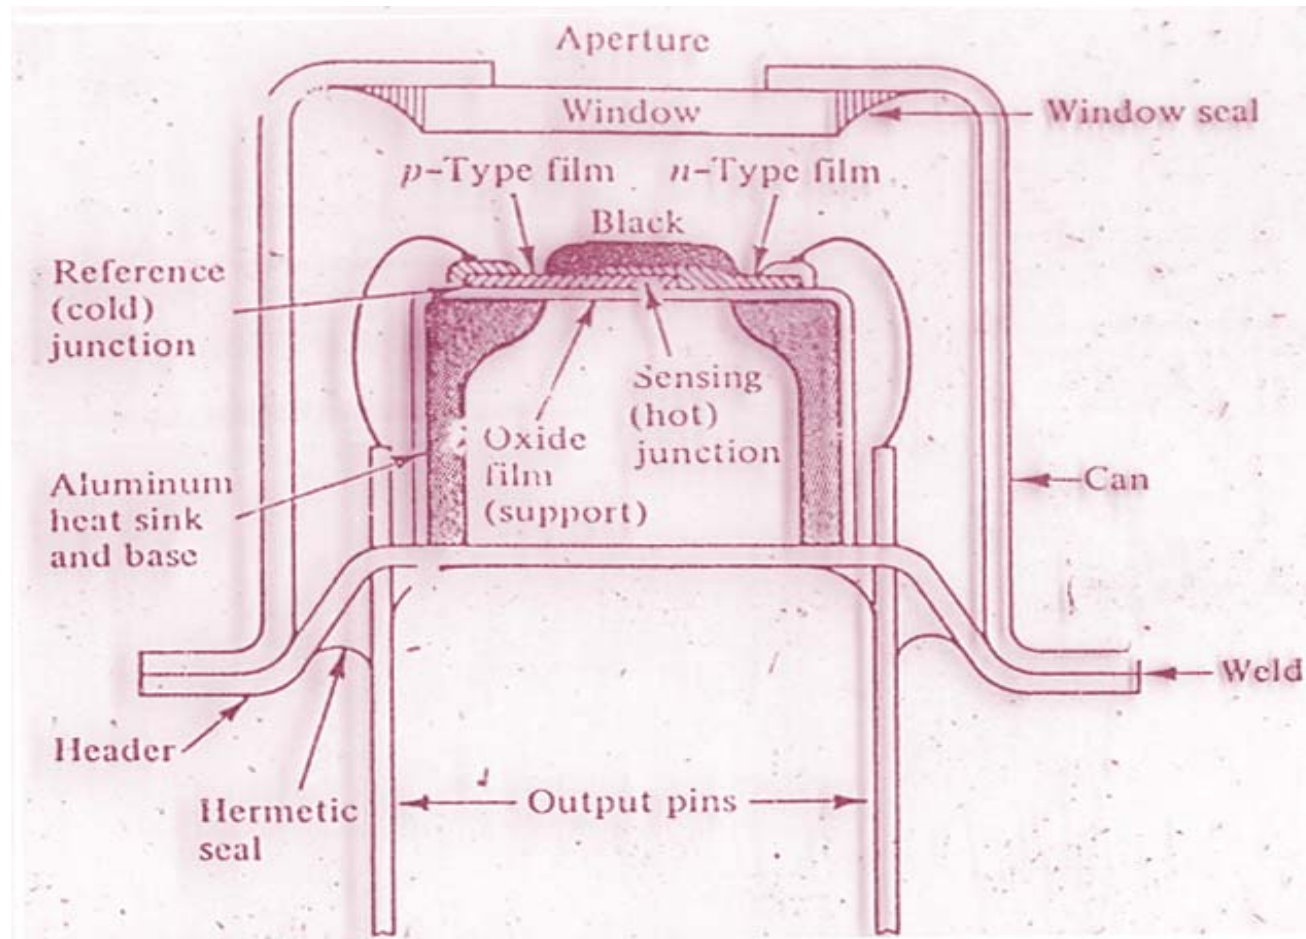 Aperture
Window
Window seal
p-Type film
n-Type film
Black
Reference
(cold)
junction
Sensing
(hot)
junction
Oxide
film
(support)
Aluminum
heat sink
and base
Can
Weld
Header
Hermetic
seal
Output pins